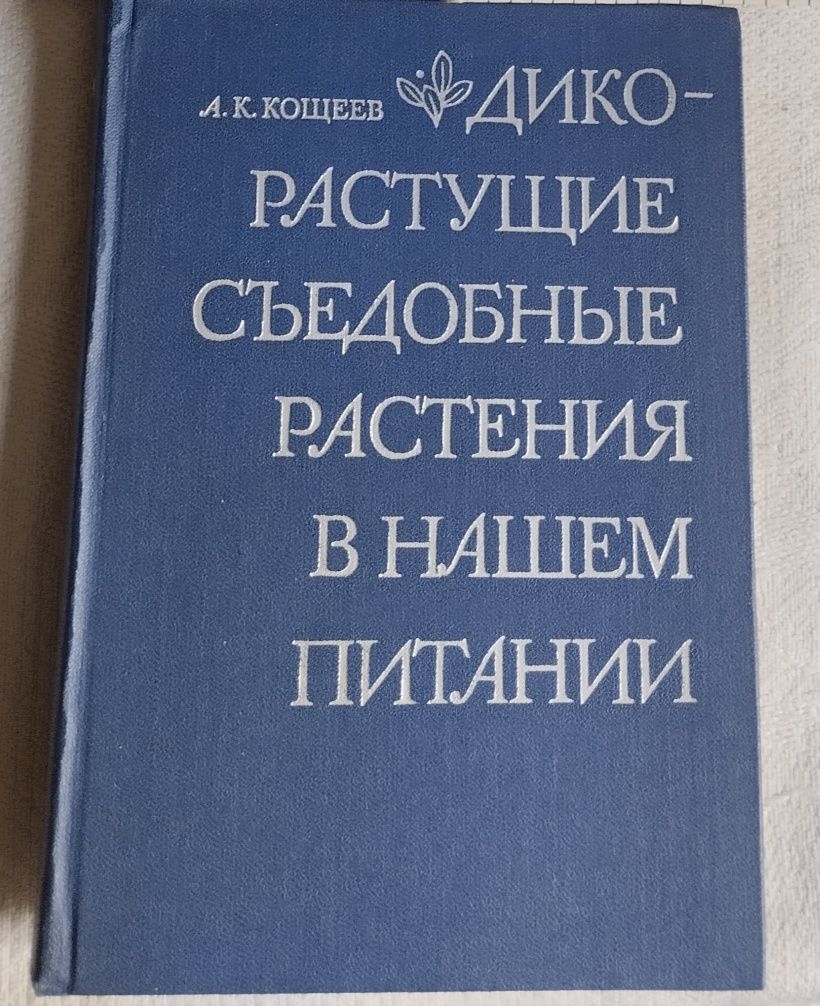 А. К. КОЩЕЕВ
ДИКО-
РАСТУЩИЕ
СЪЕДОБНЫЕ
РАСТЕНИЯ
В НАШЕМ
ПИТАНИИ